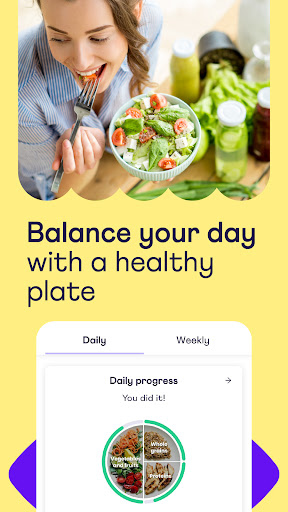 Balance your day
with a healthy
plate
Daily
Weekly
Daily progress
You did it!
Vegetables
and fruits
Whole
grains
Proteins